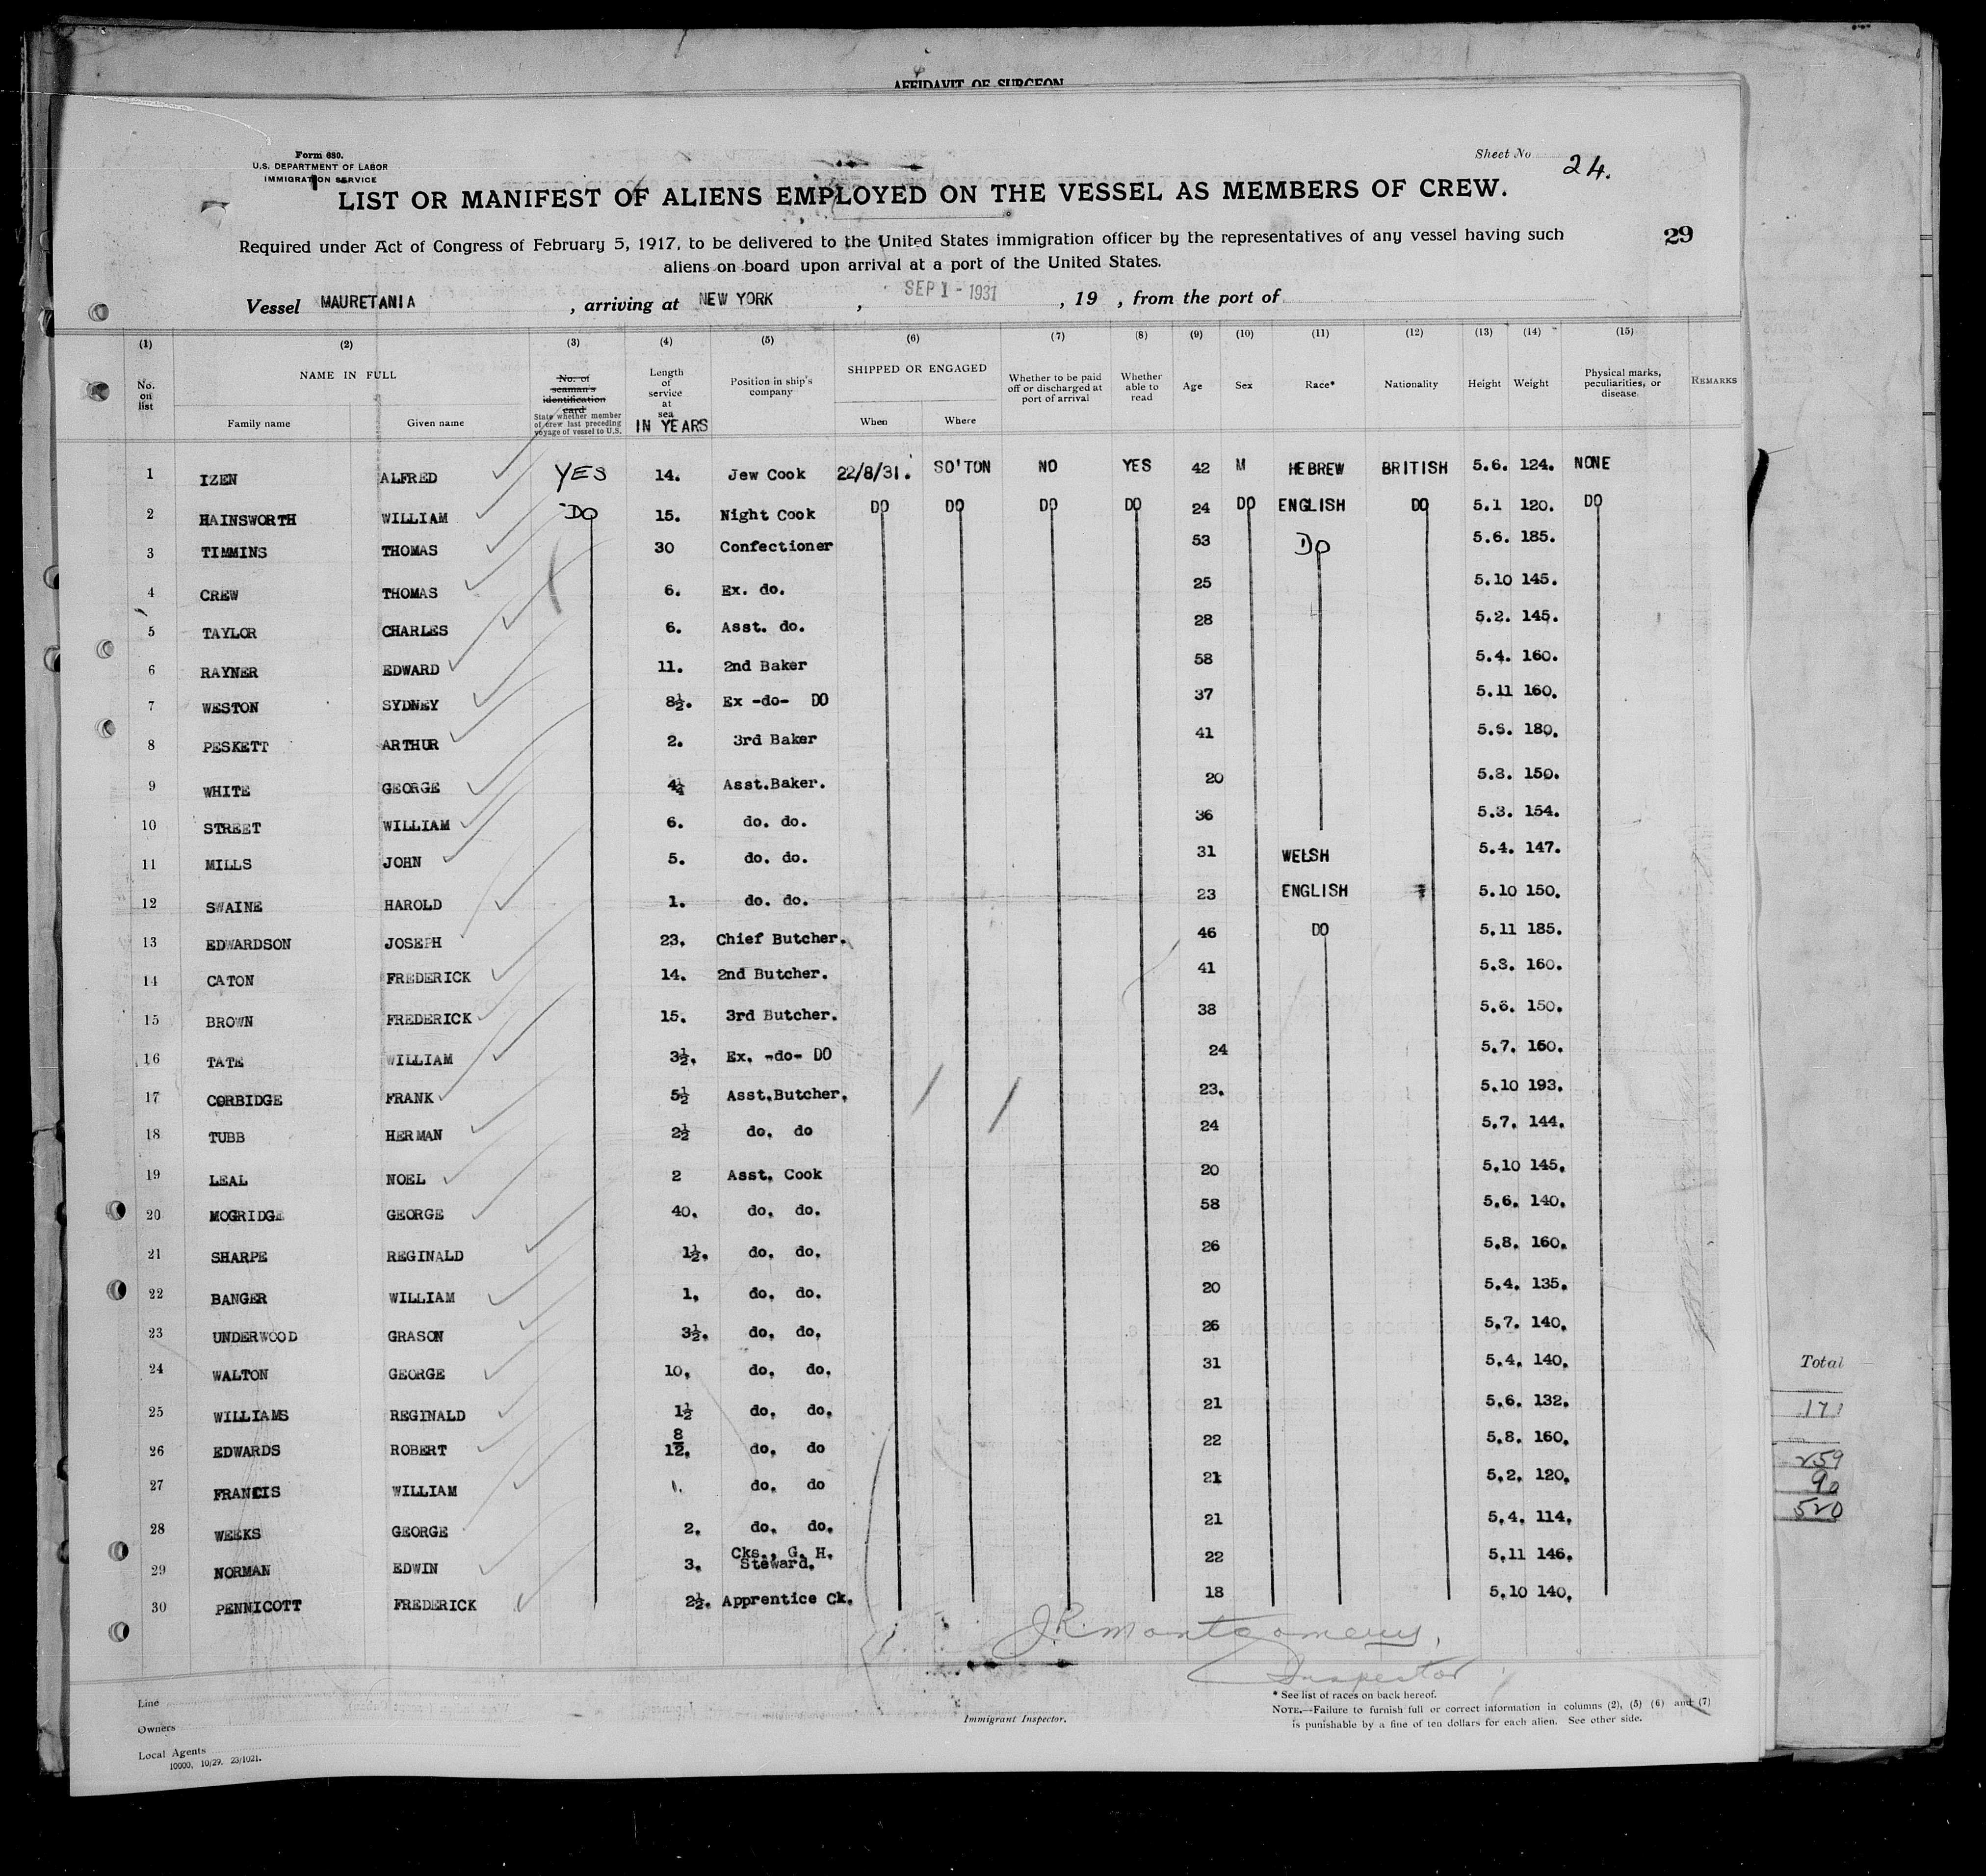 AFFIDAVIT OF SURGEON
Form 680.
U.S. DEPARTMENT OF LABOR
IMMIGRATION SERVICE
Sheet No 24.
LIST OR MANIFEST OF ALIENS EMPLOYED ON THE VESSEL AS MEMBERS OF CREW.
29
Required under Act of Congress of February 5, 1917, to be delivered to the United States immigration officer by the representatives of any vessel having such
aliens on board upon arrival at a port of the United States.
Vessel MAURETANIA , arriving at NEW YORK , SEP 1 - 1931 , 19 , from the port of
(1) (2) (3) (4) (5) (6) (7) (8) (9) (10) (11) (12) (13) (14) (15)
No. on list
NAME IN FULL
Family name Given name
No. of seaman's identification card
State whether member of crew last preceding voyage of vessel to U.S.
Length of service at sea
IN YEARS
Position in ship's company
SHIPPED OR ENGAGED
When Where
Whether to be paid off or discharged at port of arrival
Whether able to read
Age
Sex
Race*
Nationality
Height
Weight
Physical marks, peculiarities, or disease
REMARKS
1 IZEN ALFRED YES 14. Jew Cook 22/8/31. SO'TON NO YES 42 M HEBREW BRITISH 5.6. 124. NONE
2 HAINSWORTH WILLIAM DO 15. Night Cook DO DO DO DO 24 DO ENGLISH DO 5.1 120. DO
3 TIMMINS THOMAS 30 Confectioner 53 DO 5.6. 185.
4 CREW THOMAS 6. Ex. do. 25 5.10 145.
5 TAYLOR CHARLES 6. Asst. do. 28 5.2. 145.
6 RAYNER EDWARD 11. 2nd Baker 58 5.4. 160.
7 WESTON SYDNEY 8½. Ex -do- DO 37 5.11 160.
8 PESKETT ARTHUR 2. 3rd Baker 41 180.
9 WHITE GEORGE 4¼ Asst.Baker. 20 5.8. 150.
10 STREET WILLIAM 6. do. do. 36 5.3. 154.
11 MILLS JOHN 5. do. do. 31 WELSH 5.4. 147.
12 SWAINE HAROLD 1. do. do. 23 ENGLISH 5.10 150.
13 EDWARDSON JOSEPH 23. Chief Butcher. 46 DO 5.11 185.
14 CATON FREDERICK 14. 2nd Butcher. 41 5.8. 160.
15 BROWN FREDERICK 15. 3rd Butcher. 38 5.6. 150.
16 TATE WILLIAM 3½. Ex. -do- DO 24 5.7. 160.
17 CORBIDGE FRANK 5½ Asst.Butcher. 23. 5.10 193.
18 TUBB HERMAN 2½ do. do 24 5.7. 144.
19 LEAL NOEL 2 Asst. Cook 20 5.10 145.
20 MOGRIDGE GEORGE 40. do. do. 58 5.6. 140.
21 SHARPE REGINALD 1½. do. do. 26 5.8. 160.
22 BANGER WILLIAM 1. do. do. 20 5.4. 135.
23 UNDERWOOD GRASON 3½. do. do. 26 5.7. 140.
24 WALTON GEORGE 10. do. do. 31 5.4. 140.
25 WILLIAMS REGINALD 1½ do. do. 21 5.6. 132.
26 EDWARDS ROBERT 8/12. do. do 22 5.8. 160.
27 FRANCIS WILLIAM 1. do. do 21 5.2. 120.
28 WEEKS GEORGE 2. do. do. 21 5.4. 114.
29 NORMAN EDWIN 3. Cks., G. H. Steward. 22 5.11 146.
30 PENNICOTT FREDERICK 2½. Apprentice Ck. 18 5.10 140.
J.R. Montgomery,
Inspector
Line
Owners
Local Agents
10000, 10/29. 23/1021.
Immigrant Inspector.
* See list of races on back hereof.
NOTE.—Failure to furnish full or correct information in columns (2), (5) (6) and (7)
is punishable by a fine of ten dollars for each alien. See other side.
Total
171
259
90
520